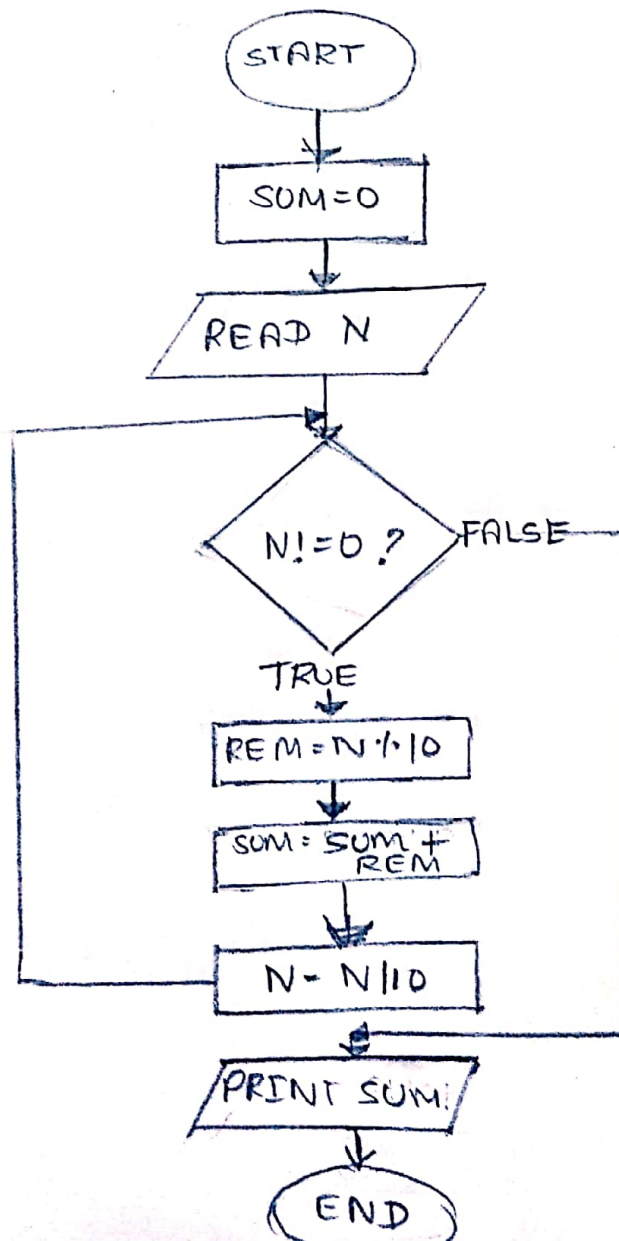 START
SUM=0
READ N
N!=0 ?
FALSE
TRUE
REM=N%10
SUM=SUM+
REM
N=N/10
PRINT SUM
END